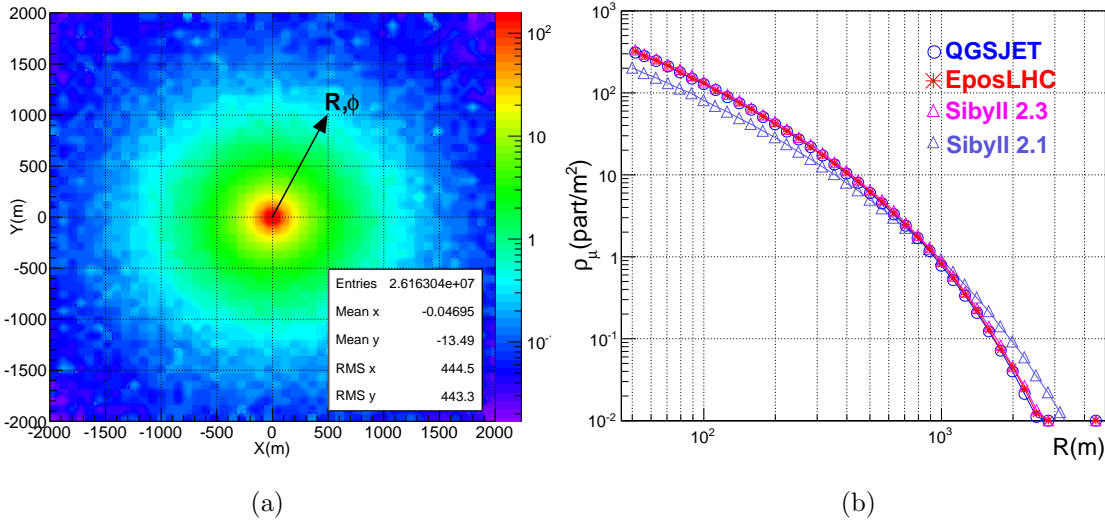 2000
1500
1000
500
0
-500
-1000
-1500
-2000
Y(m)
-2000 -1500 -1000 -500 0 500 1000 1500 2000
X(m)
R,ϕ
10²
10
1
10⁻
Entries 2.616304e+07
Mean x -0.04695
Mean y -13.49
RMS x 444.5
RMS y 443.3
(a)
10³
10²
10
1
10⁻¹
10⁻²
ρμ(part/m²)
QGSJET
EposLHC
Sibyll 2.3
Sibyll 2.1
10² 10³
R(m)
(b)